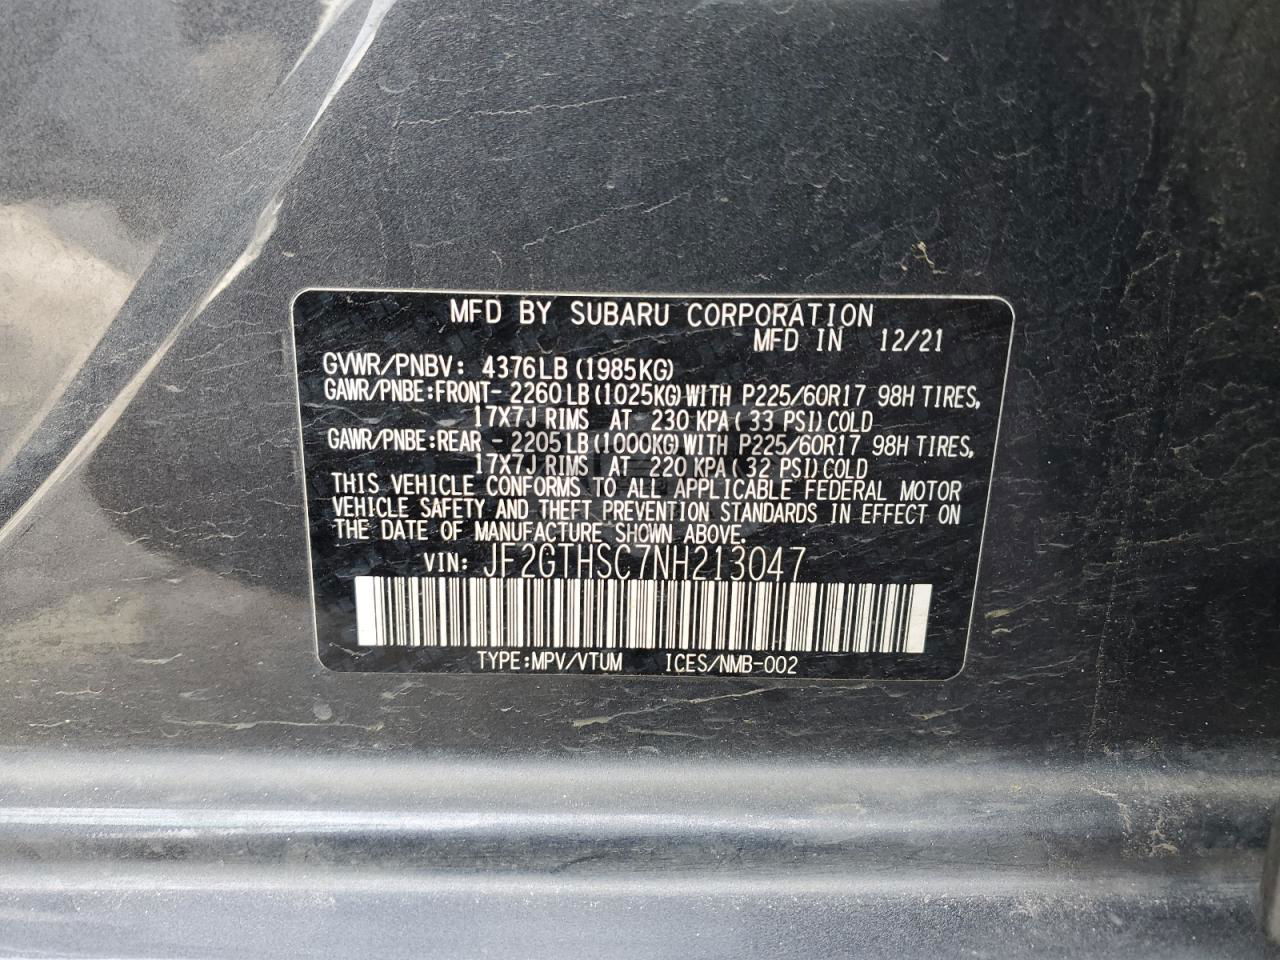 MFD BY SUBARU CORPORATION
MFD IN 12/21
GVWR/PNBV: 4376LB (1985KG)
GAWR/PNBE:FRONT- 2260LB (1025KG) WITH P225/60R17 98H TIRES,
17X7J RIMS AT 230 KPA (33 PSI) COLD
GAWR/PNBE:REAR - 2205LB (1000KG) WITH P225/60R17 98H TIRES,
17X7J RIMS AT 220 KPA (32 PSI) COLD
THIS VEHICLE CONFORMS TO ALL APPLICABLE FEDERAL MOTOR
VEHICLE SAFETY AND THEFT PREVENTION STANDARDS IN EFFECT ON
THE DATE OF MANUFACTURE SHOWN ABOVE.
VIN: JF2GTHSC7NH213047
TYPE:MPV/VTUM ICES/NMB-002